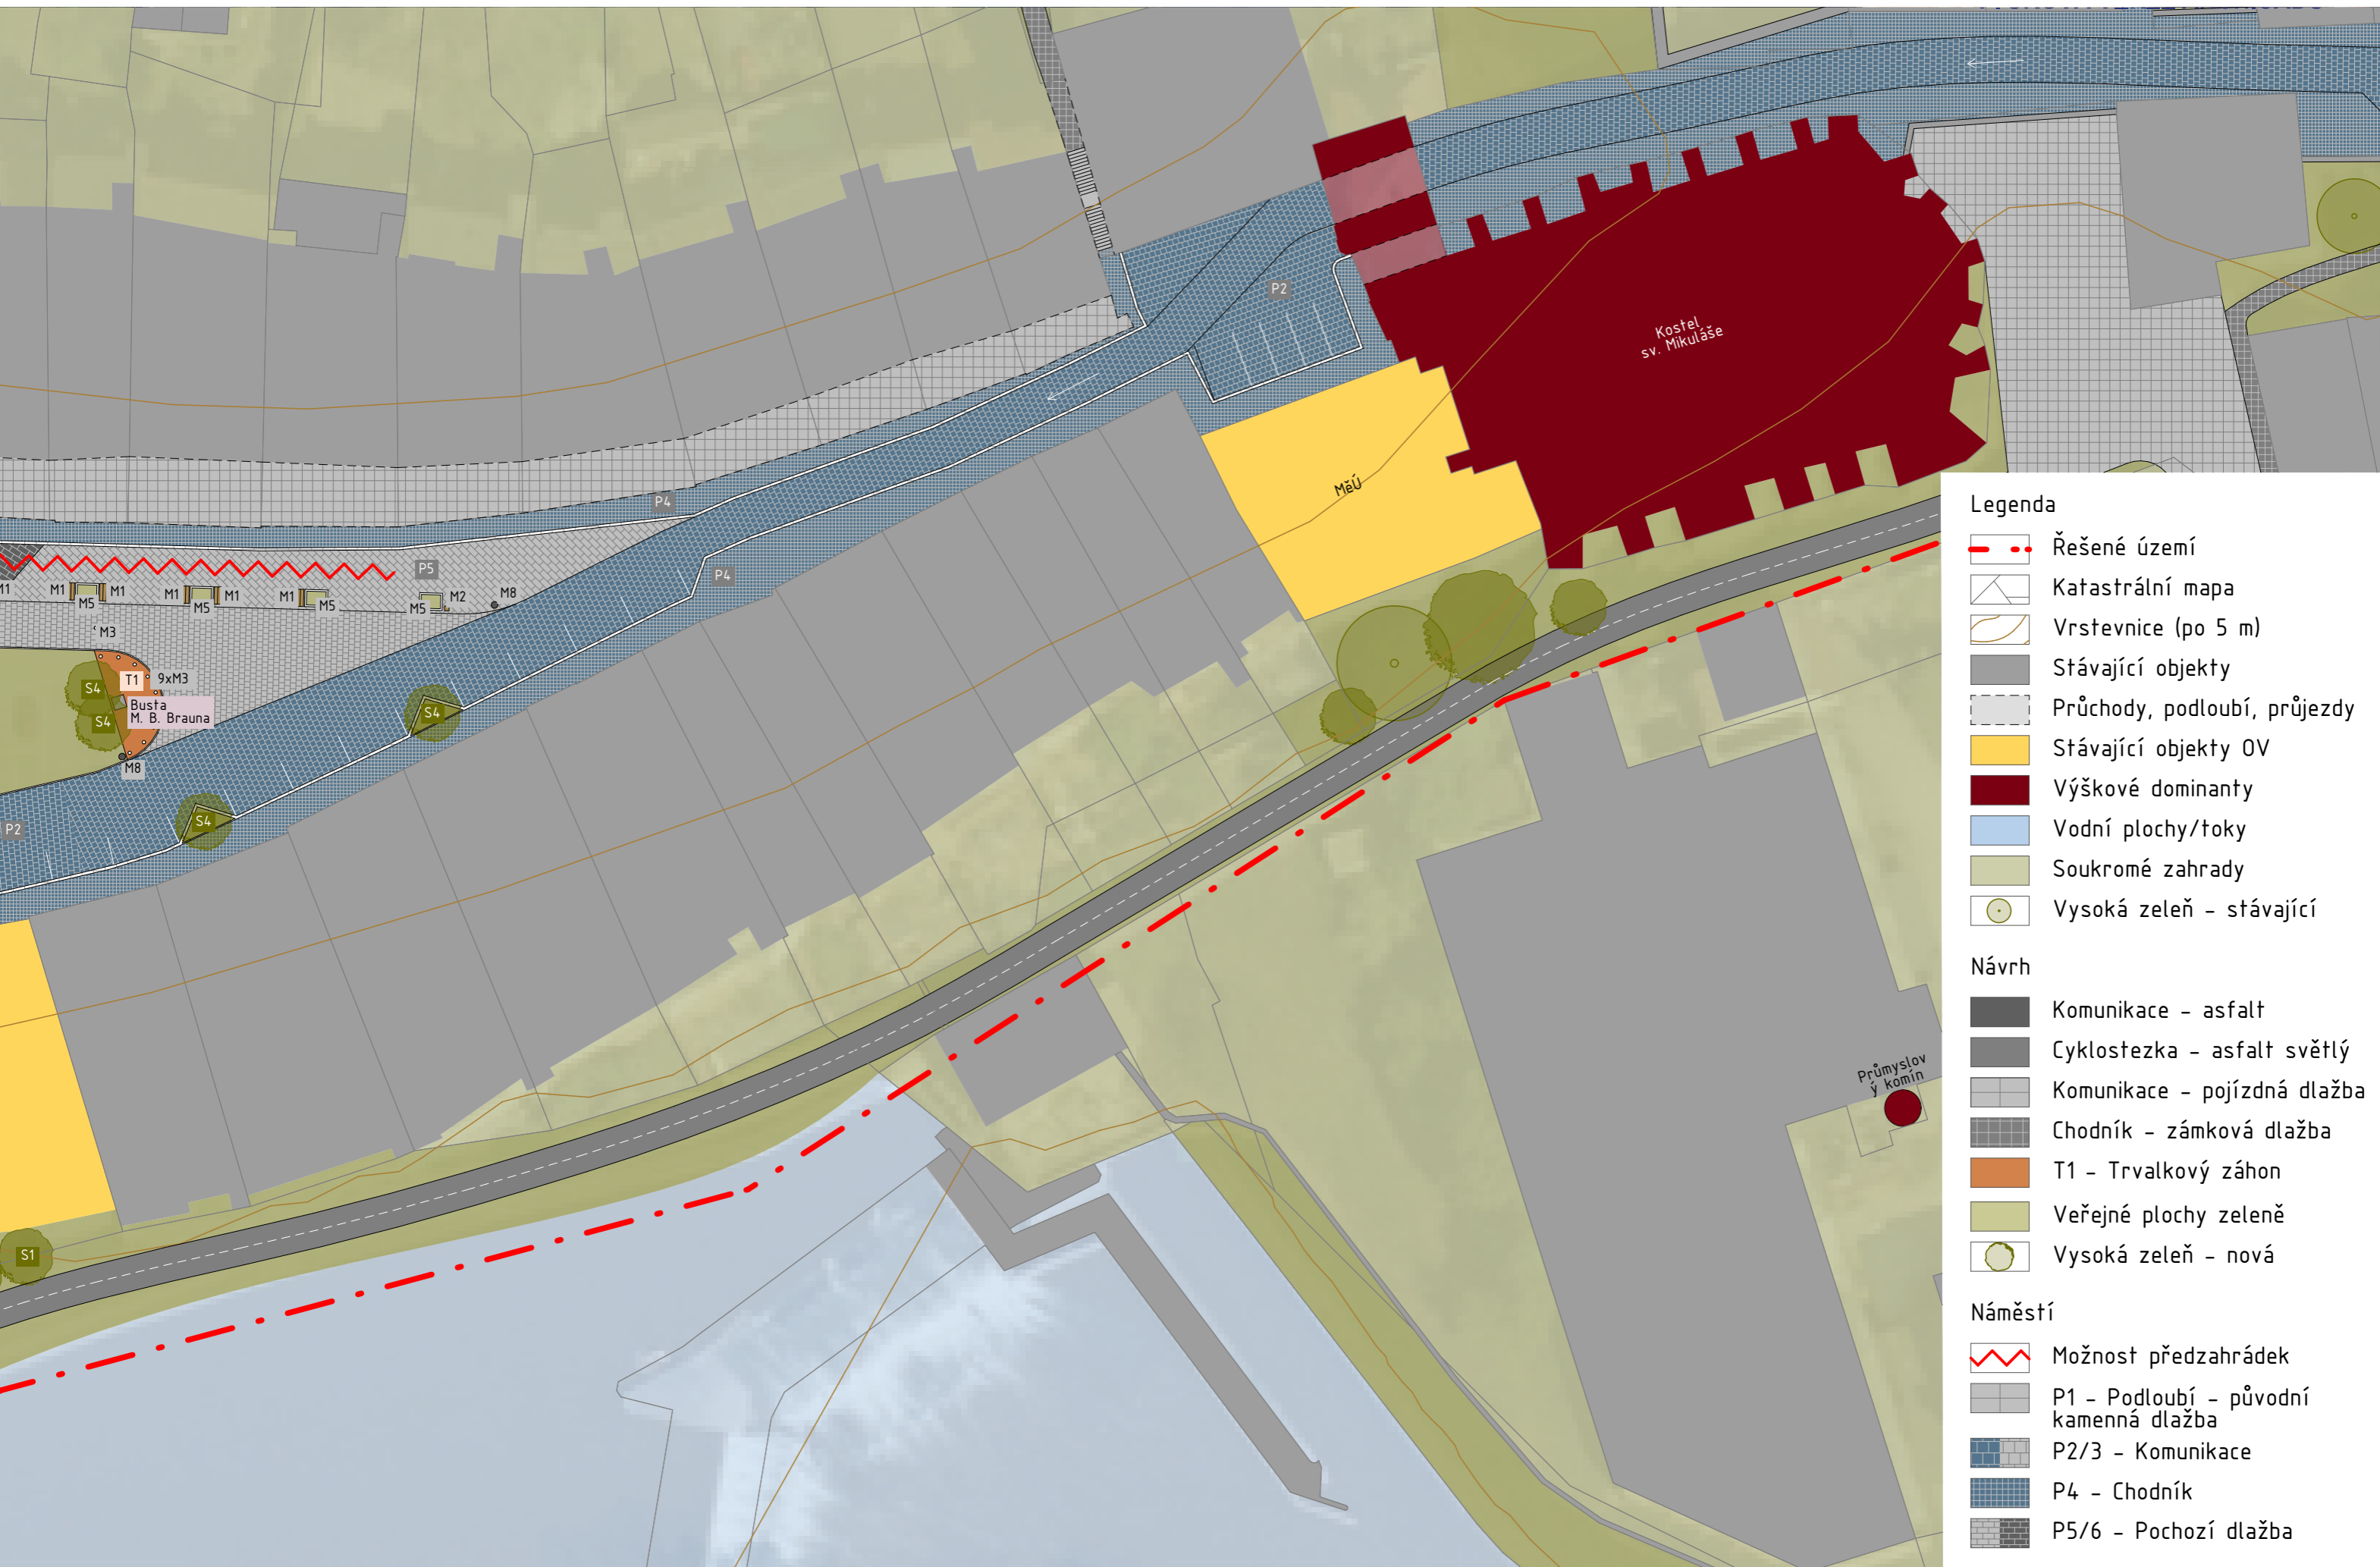 P2
Kostel
sv. Mikuláše
MěÚ
P4
P5
P4
M1
M1
M5
M1
M1
M5
M1
M1
M5
M5
M2
M8
M3
S4
T1
9xM3
S4
Busta
M. B. Brauna
M8
S4
S4
P2
S1
Průmyslov
ý komín
Legenda
Řešené území
Katastrální mapa
Vrstevnice (po 5 m)
Stávající objekty
Průchody, podloubí, průjezdy
Stávající objekty OV
Výškové dominanty
Vodní plochy/toky
Soukromé zahrady
Vysoká zeleň - stávající
Návrh
Komunikace - asfalt
Cyklostezka - asfalt světlý
Komunikace - pojízdná dlažba
Chodník - zámková dlažba
T1 - Trvalkový záhon
Veřejné plochy zeleně
Vysoká zeleň - nová
Náměstí
Možnost předzahrádek
P1 - Podloubí - původní
kamenná dlažba
P2/3 - Komunikace
P4 - Chodník
P5/6 - Pochozí dlažba